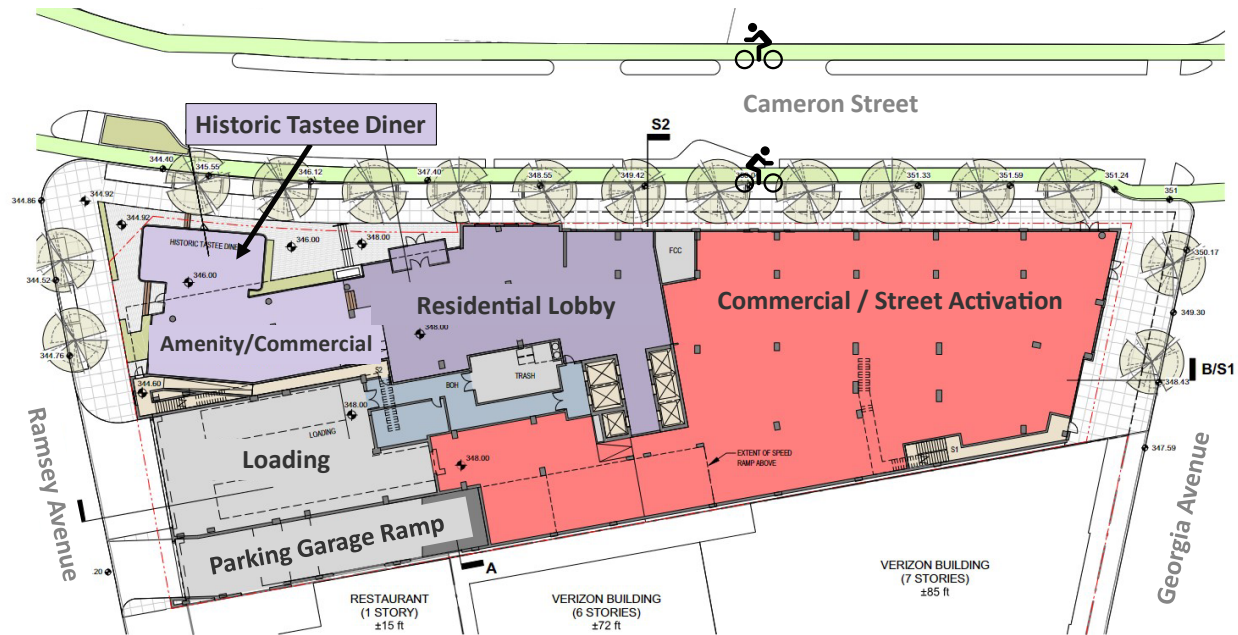 Cameron Street
Historic Tastee Diner
S2
344.40
345.55
346.12
347.40
348.55
349.42
351.33
351.59
351.24
351
344.86
344.92
344.92
HISTORIC TASTEE DINER
346.00
348.00
FCC
350.17
344.52
346.00
Residential Lobby
Commercial / Street Activation
349.30
348.00
Amenity/Commercial
344.76
S2
TRASH
BOH
B/S1
348.43
344.60
348.00
LOADING
Loading
348.00
EXTENT OF SPEED
RAMP ABOVE
S1
347.59
Ramsey Avenue
Georgia Avenue
Parking Garage Ramp
A
.20
RESTAURANT
(1 STORY)
±15 ft
VERIZON BUILDING
(6 STORIES)
±72 ft
VERIZON BUILDING
(7 STORIES)
±85 ft